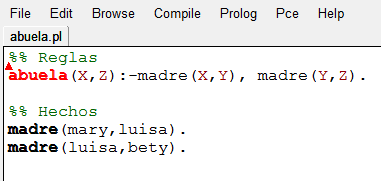 File Edit Browse Compile Prolog Pce Help
abuela.pl
%% Reglas
abuela(X,Z):-madre(X,Y), madre(Y,Z).
%% Hechos
madre(mary,luisa).
madre(luisa,bety).